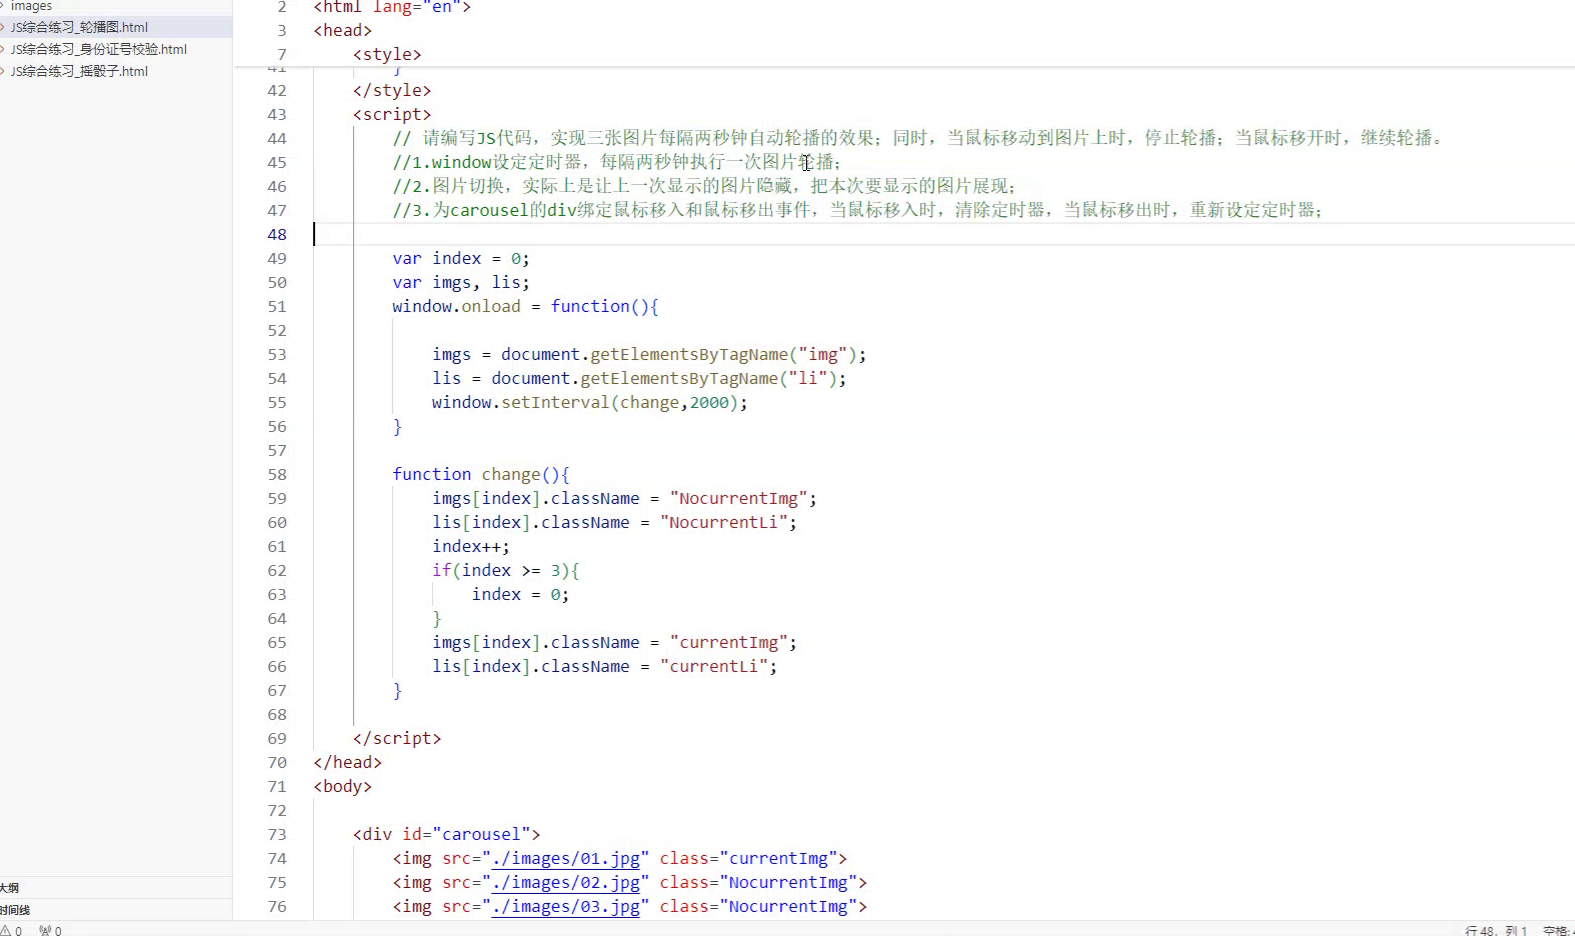 images
JS综合练习_轮播图.html
JS综合练习_身份证号校验.html
JS综合练习_摇骰子.html
2 <html lang="en">
3 <head>
7 <style>
41 }
42 </style>
43 <script>
44 // 请编写JS代码，实现三张图片每隔两秒钟自动轮播的效果；同时，当鼠标移动到图片上时，停止轮播；当鼠标移开时，继续轮播。
45 //1.window设定定时器，每隔两秒钟执行一次图片轮播；
46 //2.图片切换，实际上是让上一次显示的图片隐藏，把本次要显示的图片展现；
47 //3.为carousel的div绑定鼠标移入和鼠标移出事件，当鼠标移入时，清除定时器，当鼠标移出时，重新设定定时器；
48
49 var index = 0;
50 var imgs, lis;
51 window.onload = function(){
52
53 imgs = document.getElementsByTagName("img");
54 lis = document.getElementsByTagName("li");
55 window.setInterval(change,2000);
56 }
57
58 function change(){
59 imgs[index].className = "NocurrentImg";
60 lis[index].className = "NocurrentLi";
61 index++;
62 if(index >= 3){
63 index = 0;
64 }
65 imgs[index].className = "currentImg";
66 lis[index].className = "currentLi";
67 }
68
69 </script>
70 </head>
71 <body>
72
73 <div id="carousel">
74 <img src="./images/01.jpg" class="currentImg">
75 <img src="./images/02.jpg" class="NocurrentImg">
76 <img src="./images/03.jpg" class="NocurrentImg">
大纲
时间线
0 0
行 48，列 1 空格: